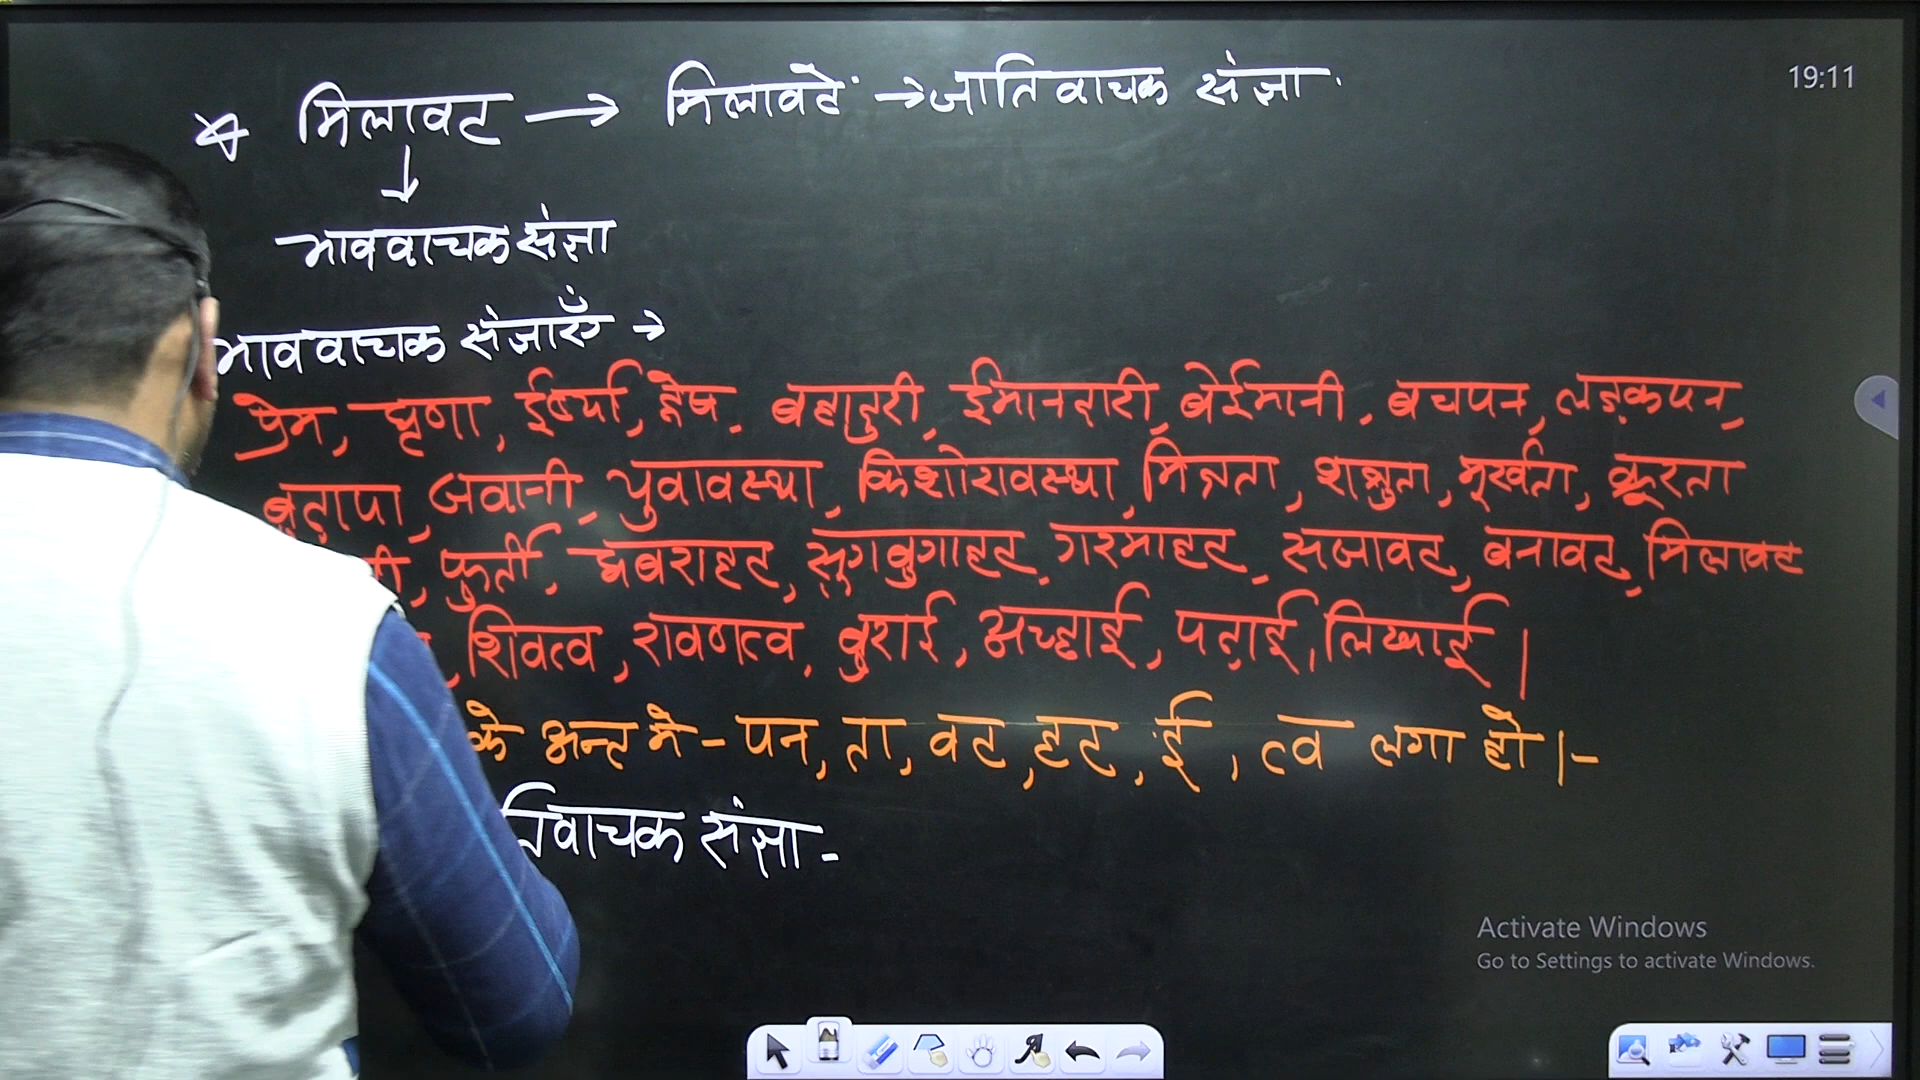 19:11
मिलावट → मिलावटें → जातिवाचक संज्ञा
↓
भाववाचक संज्ञा
भाववाचक संज्ञाएँ →
प्रेम, घृणा, ईर्ष्या, द्वेष, बहादुरी, ईमानदारी, बेईमानी, बचपन, लड़कपन,
बुढ़ापा, जवानी, युवावस्था, किशोरावस्था, मित्रता, शत्रुता, मूर्खता, क्रूरता
फुर्ती, घबराहट, सुगबुगाहट, गरमाहट, सजावट, बनावट, मिलावट
शिवत्व, रावणत्व, बुराई, अच्छाई, पढ़ाई, लिखाई।
के अन्त मे - पन, ता, वट, हट, ई, त्व लगा हो।-
वाचक संज्ञा -
Activate Windows
Go to Settings to activate Windows.